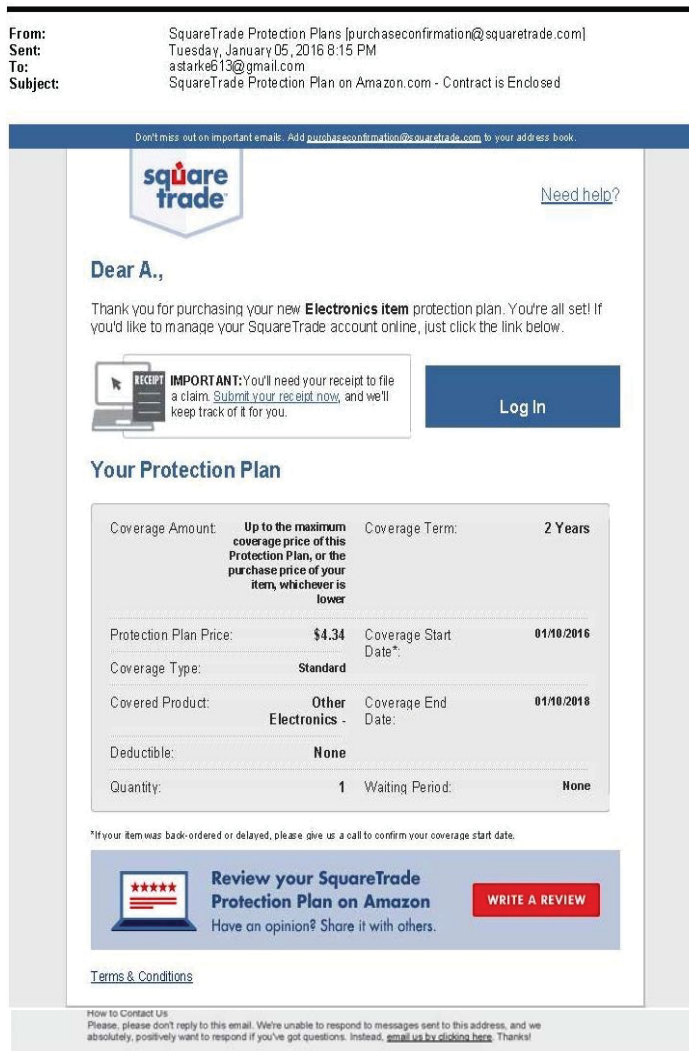 From: SquareTrade Protection Plans [purchaseconfirmation@squaretrade.com]
Sent: Tuesday, January 05, 2016 8:15 PM
To: astarke613@gmail.com
Subject: SquareTrade Protection Plan on Amazon.com - Contract is Enclosed
Don't miss out on important emails. Add purchaseconfirmation@squaretrade.com to your address book.
square
trade
Need help?
Dear A.,
Thank you for purchasing your new Electronics item protection plan. You're all set! If
you'd like to manage your SquareTrade account online, just click the link below.
RECEIPT
IMPORTANT: You'll need your receipt to file
a claim. Submit your receipt now, and we'll
keep track of it for you.
Log In
Your Protection Plan
Coverage Amount: Up to the maximum
coverage price of this
Protection Plan, or the
purchase price of your
item, whichever is
lower
Coverage Term: 2 Years
Protection Plan Price: $4.34
Coverage Start
Date*: 01/10/2016
Coverage Type: Standard
Covered Product: Other
Electronics -
Coverage End
Date: 01/10/2018
Deductible: None
Quantity: 1
Waiting Period: None
*If your item was back-ordered or delayed, please give us a call to confirm your coverage start date.
Review your SquareTrade
Protection Plan on Amazon
Have an opinion? Share it with others.
WRITE A REVIEW
Terms & Conditions
How to Contact Us
Please, please don't reply to this email. We're unable to respond to messages sent to this address, and we
absolutely, positively want to respond if you've got questions. Instead, email us by clicking here. Thanks!